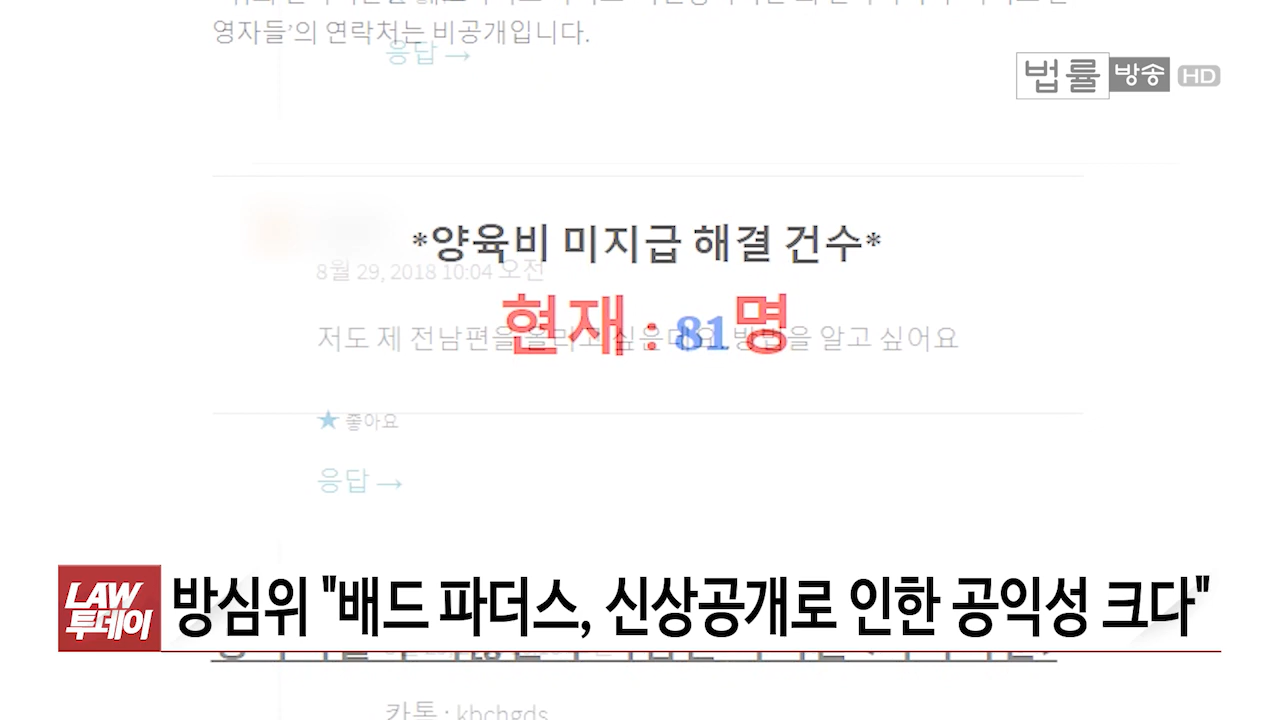 영자들'의 연락처는 비공개입니다.
응답 →
법률방송 HD
*양육비 미지급 해결 건수*
8월 29, 2018 10:04 오전
현재 : 81명
저도 제 전남편을 올리고 싶은데요. 방법을 알고 싶어요
★ 좋아요
응답 →
LAW 투데이
방심위 "배드 파더스, 신상공개로 인한 공익성 크다"
카톡 : kbchgds